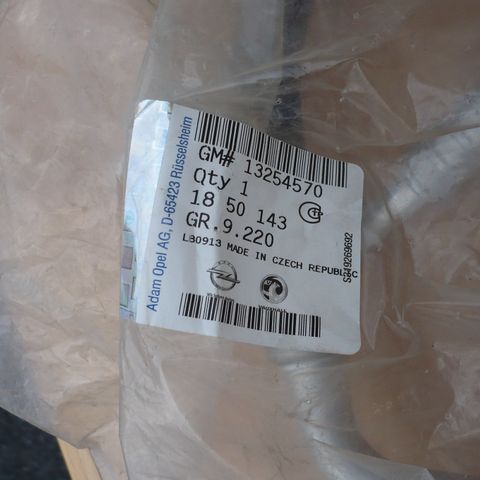 Adam Opel AG, D-65423 Rüsselsheim
GM# 13254570
Qty 1
18 50 143
GR.9.220
LB0913 MADE IN CZECH REPUBLIC